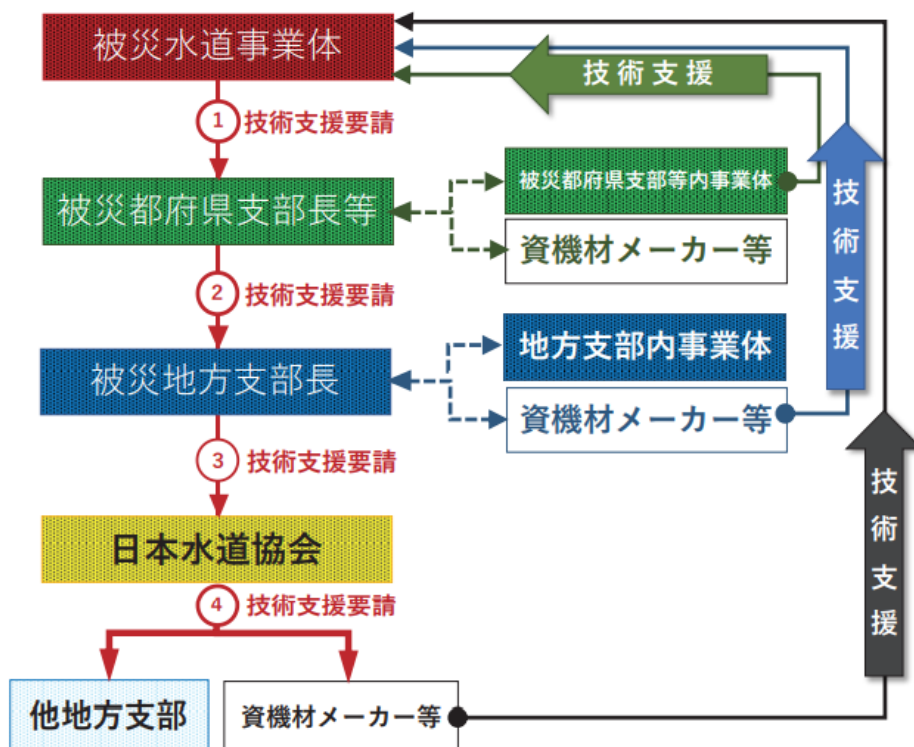 被災水道事業体
技術支援
① 技術支援要請
被災都府県支部長等
被災都府県支部等内事業体
資機材メーカー等
技術支援
② 技術支援要請
被災地方支部長
地方支部内事業体
資機材メーカー等
③ 技術支援要請
技術支援
日本水道協会
④ 技術支援要請
他地方支部
資機材メーカー等